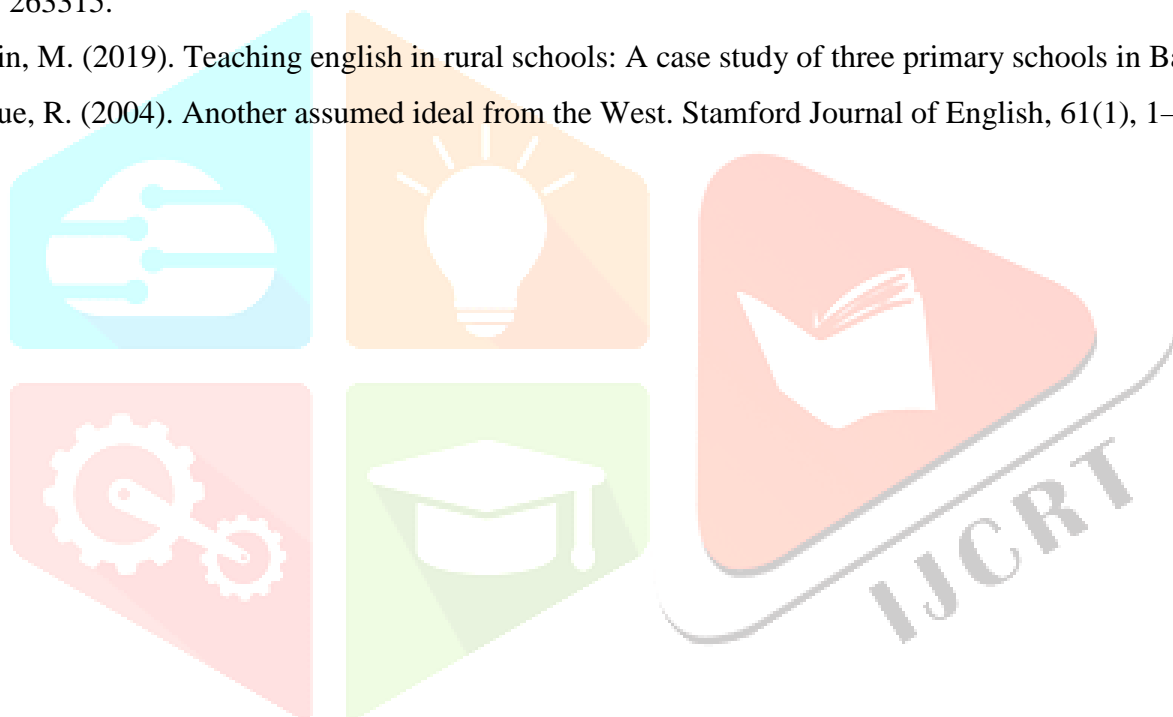 263315.
in, M. (2019). Teaching english in rural schools: A case study of three primary schools in Ba
ue, R. (2004). Another assumed ideal from the West. Stamford Journal of English, 61(1), 1–
IJCRT